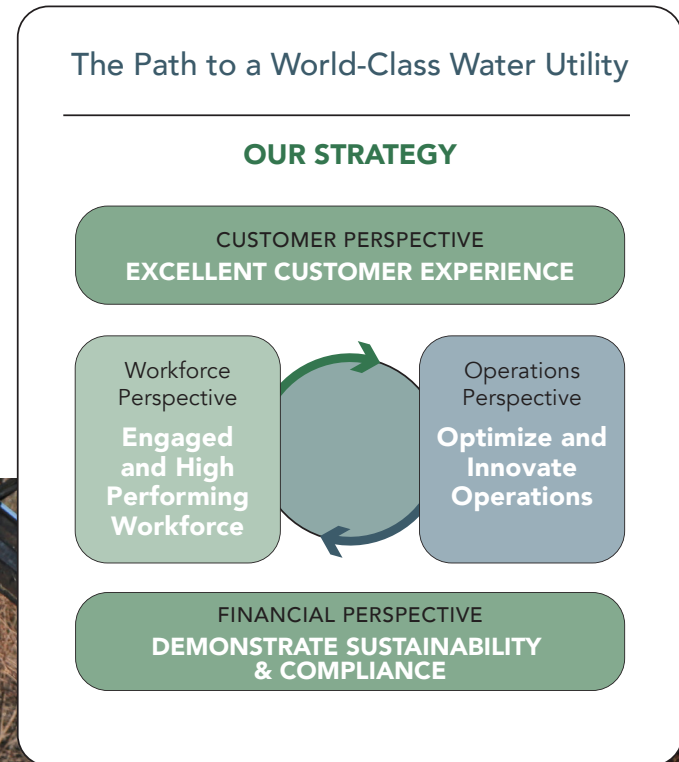 The Path to a World-Class Water Utility
OUR STRATEGY
CUSTOMER PERSPECTIVE
EXCELLENT CUSTOMER EXPERIENCE
Workforce
Perspective
Engaged
and High
Performing
Workforce
Operations
Perspective
Optimize and
Innovate
Operations
FINANCIAL PERSPECTIVE
DEMONSTRATE SUSTAINABILITY
& COMPLIANCE